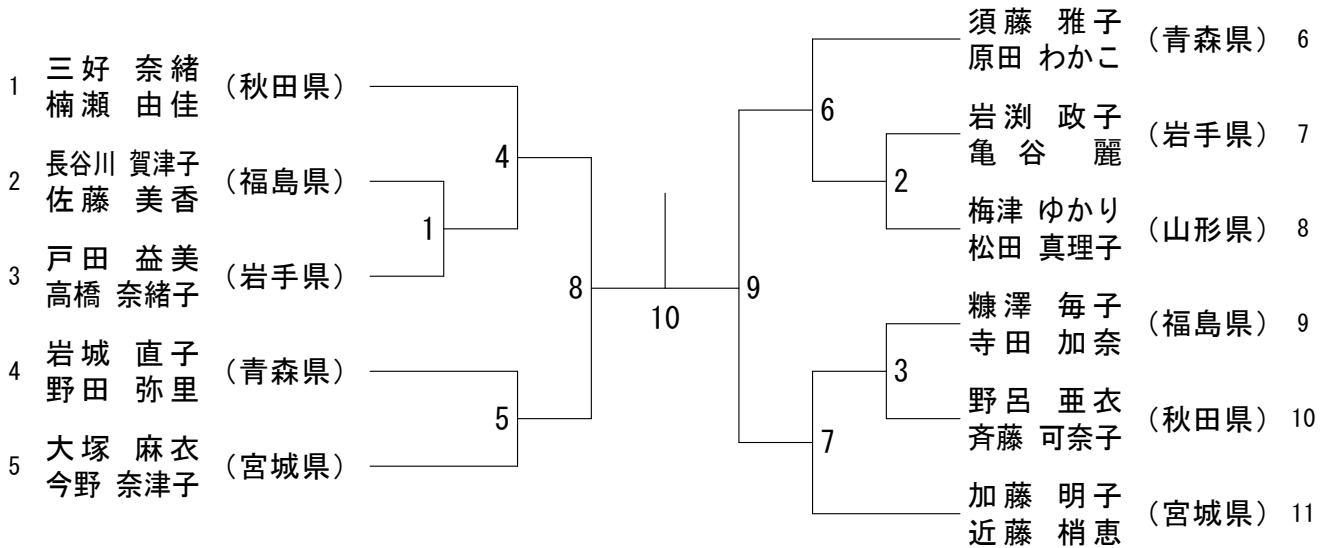 1 三好 奈緒 (秋田県)
楠瀬 由佳
2 長谷川 賀津子 (福島県)
佐藤 美香
3 戸田 益美 (岩手県)
高橋 奈緒子
4 岩城 直子 (青森県)
野田 弥里
5 大塚 麻衣 (宮城県)
今野 奈津子
1
4
5
8
10
9
6
2
3
7
須藤 雅子 (青森県) 6
原田 わかこ
岩渕 政子 (岩手県) 7
亀谷 麗
梅津 ゆかり (山形県) 8
松田 真理子
糠澤 毎子 (福島県) 9
寺田 加奈
野呂 亜衣 (秋田県) 10
斉藤 可奈子
加藤 明子 (宮城県) 11
近藤 梢恵